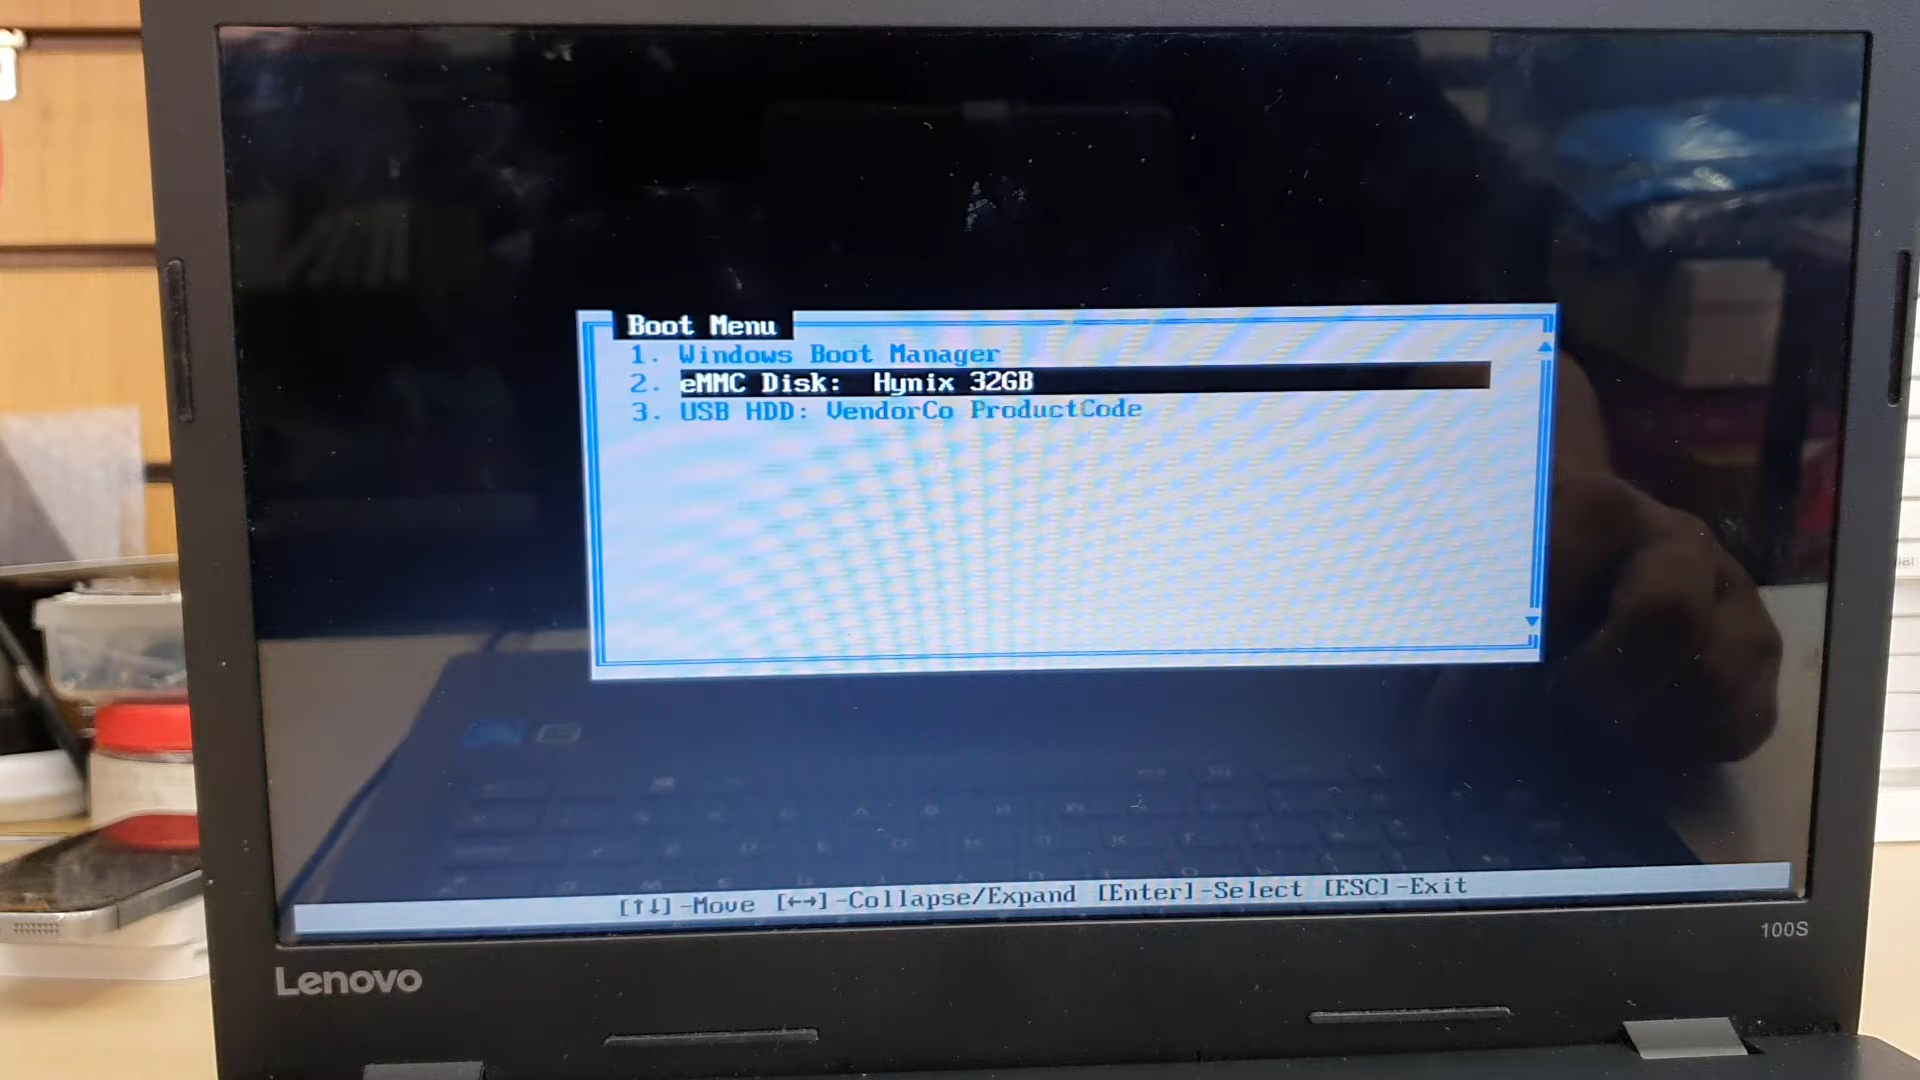 Boot Menu
1. Windows Boot Manager
2. eMMC Disk: Hynix 32GB
3. USB HDD: VendorCo ProductCode
[↑↓]-Move [←→]-Collapse/Expand [Enter]-Select [ESC]-Exit
100S
Lenovo